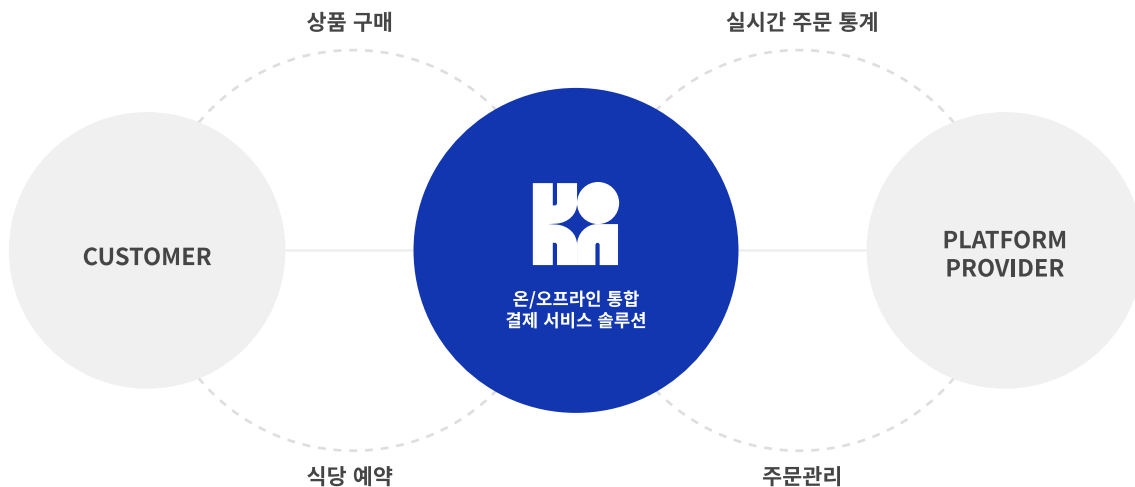 상품 구매
실시간 주문 통계
CUSTOMER
온/오프라인 통합
결제 서비스 솔루션
PLATFORM
PROVIDER
식당 예약
주문관리